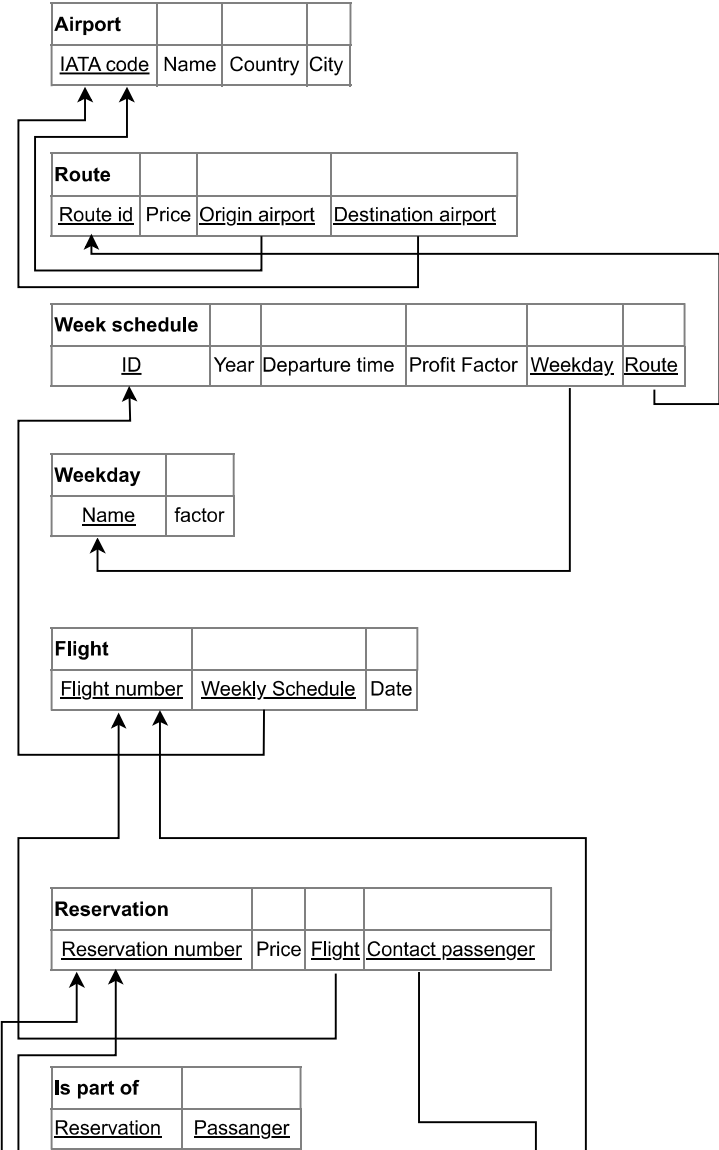 Airport
IATA code Name Country City
Route
Route id Price Origin airport Destination airport
Week schedule
ID Year Departure time Profit Factor Weekday Route
Weekday
Name factor
Flight
Flight number Weekly Schedule Date
Reservation
Reservation number Price Flight Contact passenger
Is part of
Reservation Passanger